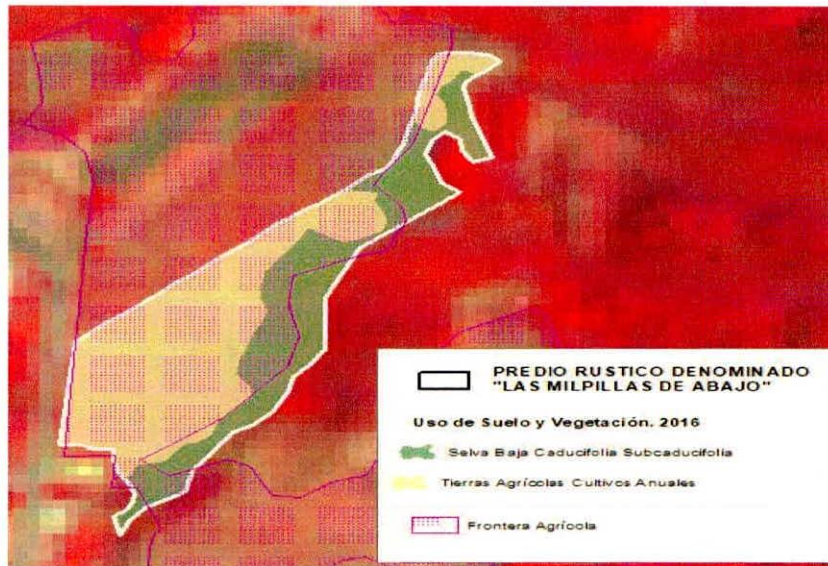 PREDIO RUSTICO DENOMINADO
"LAS MILPILLAS DE ABAJO"
Uso de Suelo y Vegetación. 2016
Selva Baja Caducifolia Subcaducifolia
Tierras Agrícolas Cultivos Anuales
Frontera Agrícola